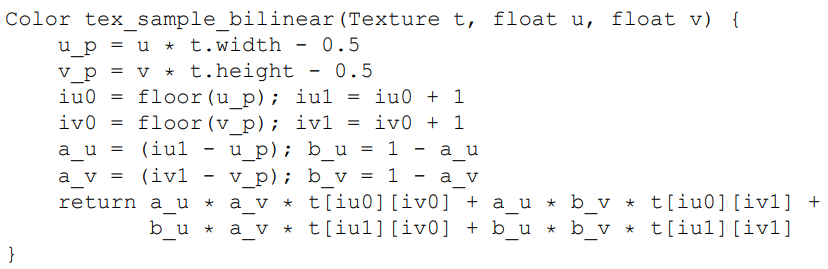 Color tex_sample_bilinear(Texture t, float u, float v) {
    u_p = u * t.width - 0.5
    v_p = v * t.height - 0.5
    iu0 = floor(u_p); iu1 = iu0 + 1
    iv0 = floor(v_p); iv1 = iv0 + 1
    a_u = (iu1 - u_p); b_u = 1 - a_u
    a_v = (iv1 - v_p); b_v = 1 - a_v
    return a_u * a_v * t[iu0][iv0] + a_u * b_v * t[iu0][iv1] +
           b_u * a_v * t[iu1][iv0] + b_u * b_v * t[iu1][iv1]
}